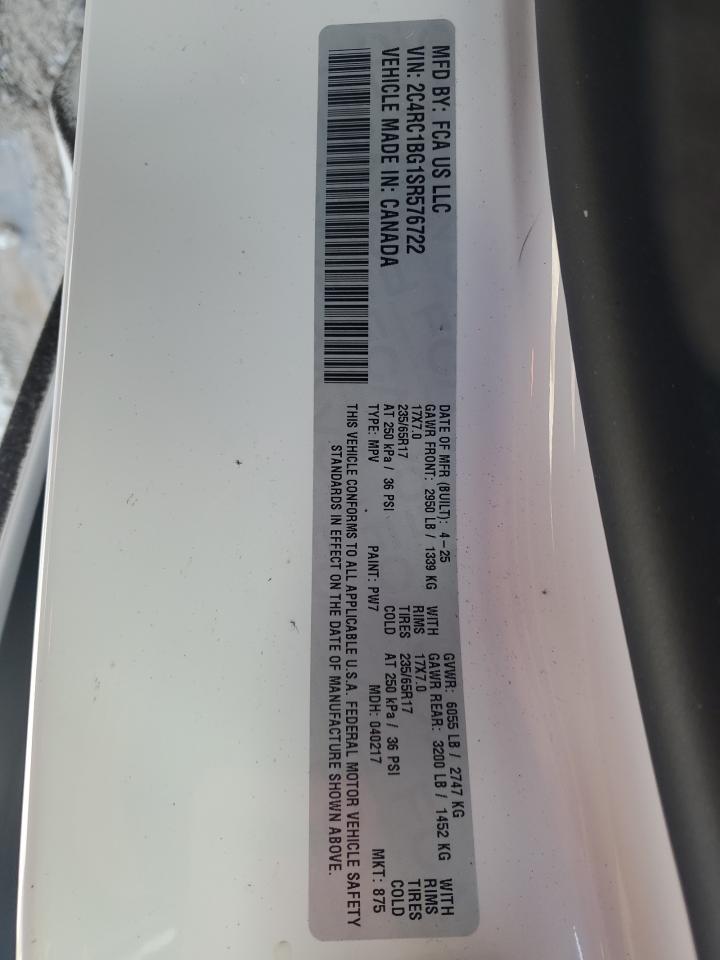 MFD BY: FCA US LLC
VIN: 2C4RC1BG1SR576722
VEHICLE MADE IN: CANADA
DATE OF MFR (BUILT): 4-25 GVWR: 6055 LB / 2747 KG
GAWR FRONT: 2950 LB / 1339 KG WITH GAWR REAR: 3200 LB / 1452 KG WITH
17X7.0 RIMS 17X7.0 RIMS
235/65R17 TIRES 235/65R17 TIRES
AT 250 kPa / 36 PSI COLD AT 250 kPa / 36 PSI COLD
TYPE: MPV PAINT: PW7 MDH: 040217 MKT: 875
THIS VEHICLE CONFORMS TO ALL APPLICABLE U.S.A. FEDERAL MOTOR VEHICLE SAFETY
STANDARDS IN EFFECT ON THE DATE OF MANUFACTURE SHOWN ABOVE.